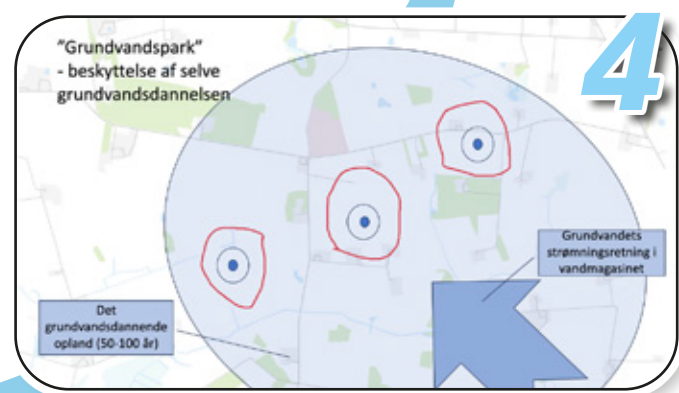 "Grundvandspark"
- beskyttelse af selve
grundvandsdannelsen
4
Grundvandets
strømningsretning i
vandmagasinet
Det
grundvandsdannende
opland (50-100 år)